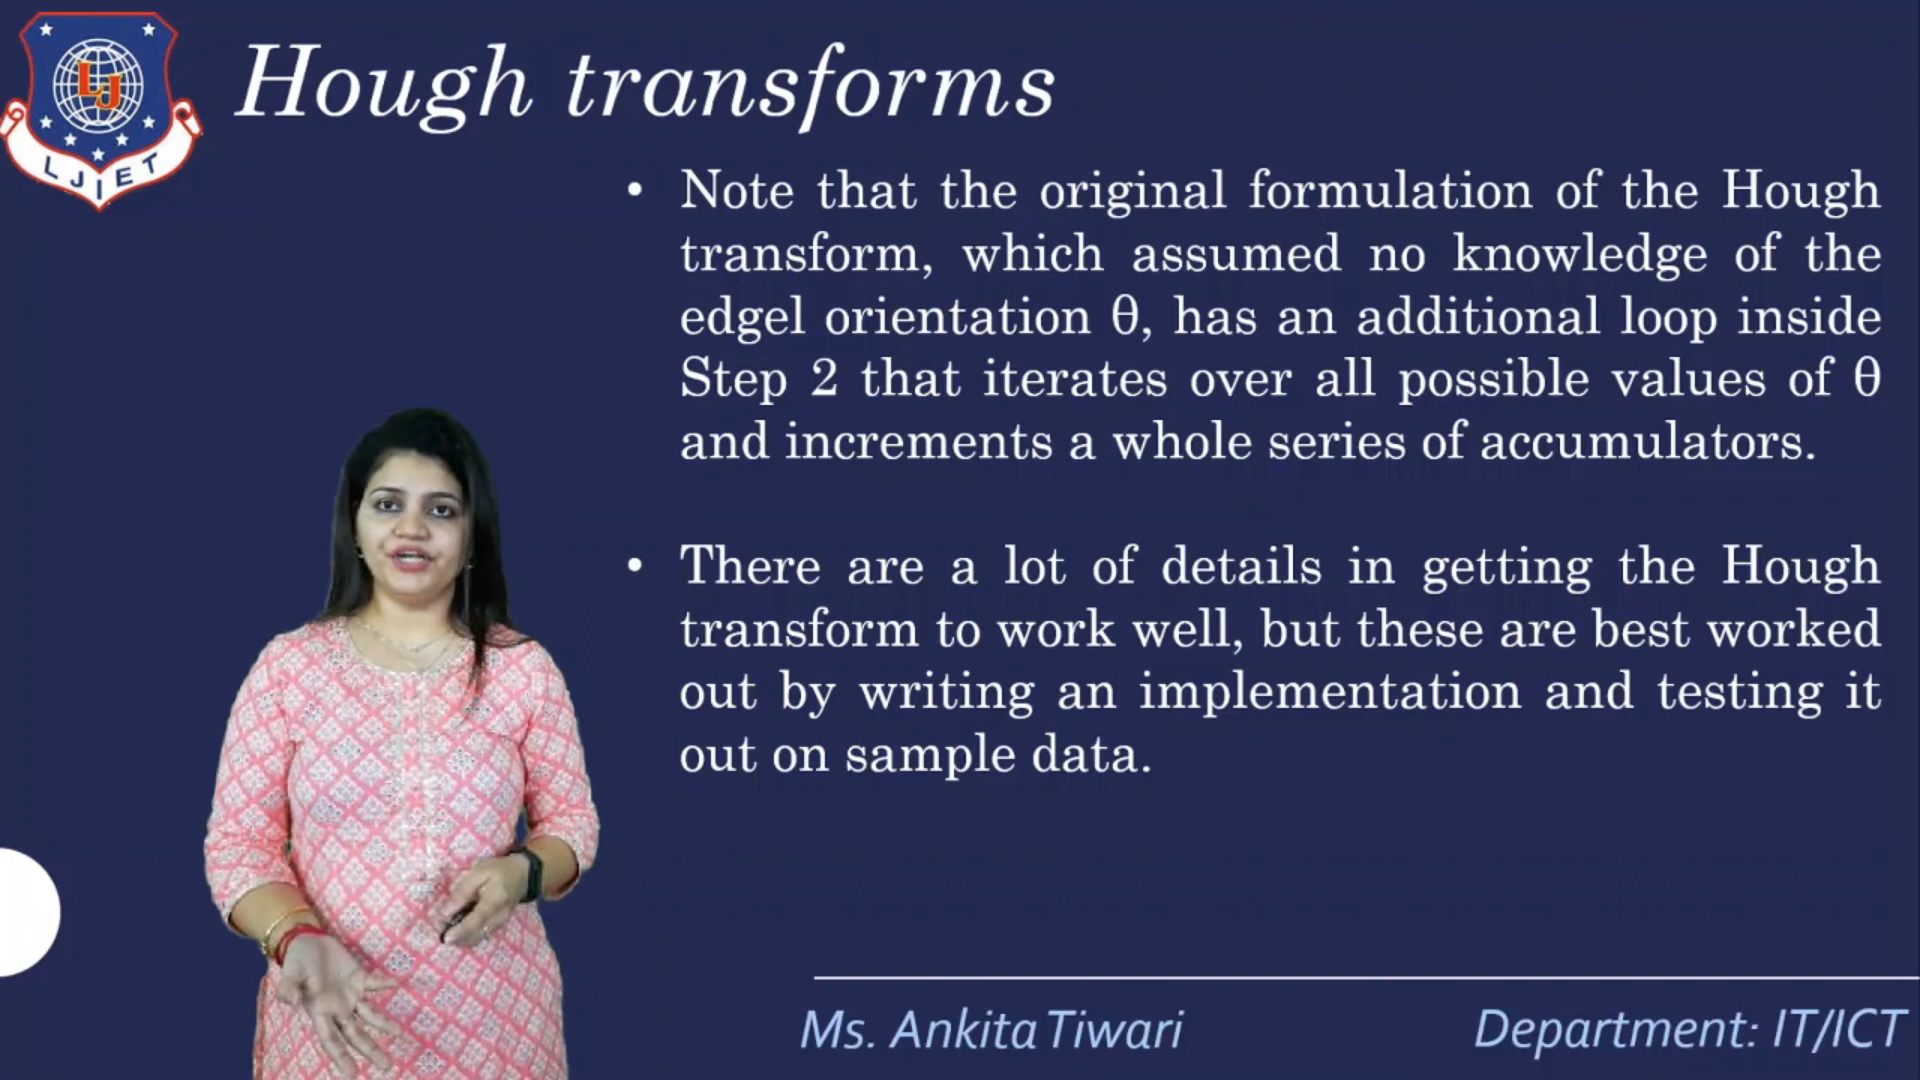 LJ
LJIET
Hough transforms
• Note that the original formulation of the Hough
transform, which assumed no knowledge of the
edgel orientation θ, has an additional loop inside
Step 2 that iterates over all possible values of θ
and increments a whole series of accumulators.
• There are a lot of details in getting the Hough
transform to work well, but these are best worked
out by writing an implementation and testing it
out on sample data.
Ms. Ankita Tiwari
Department: IT/ICT